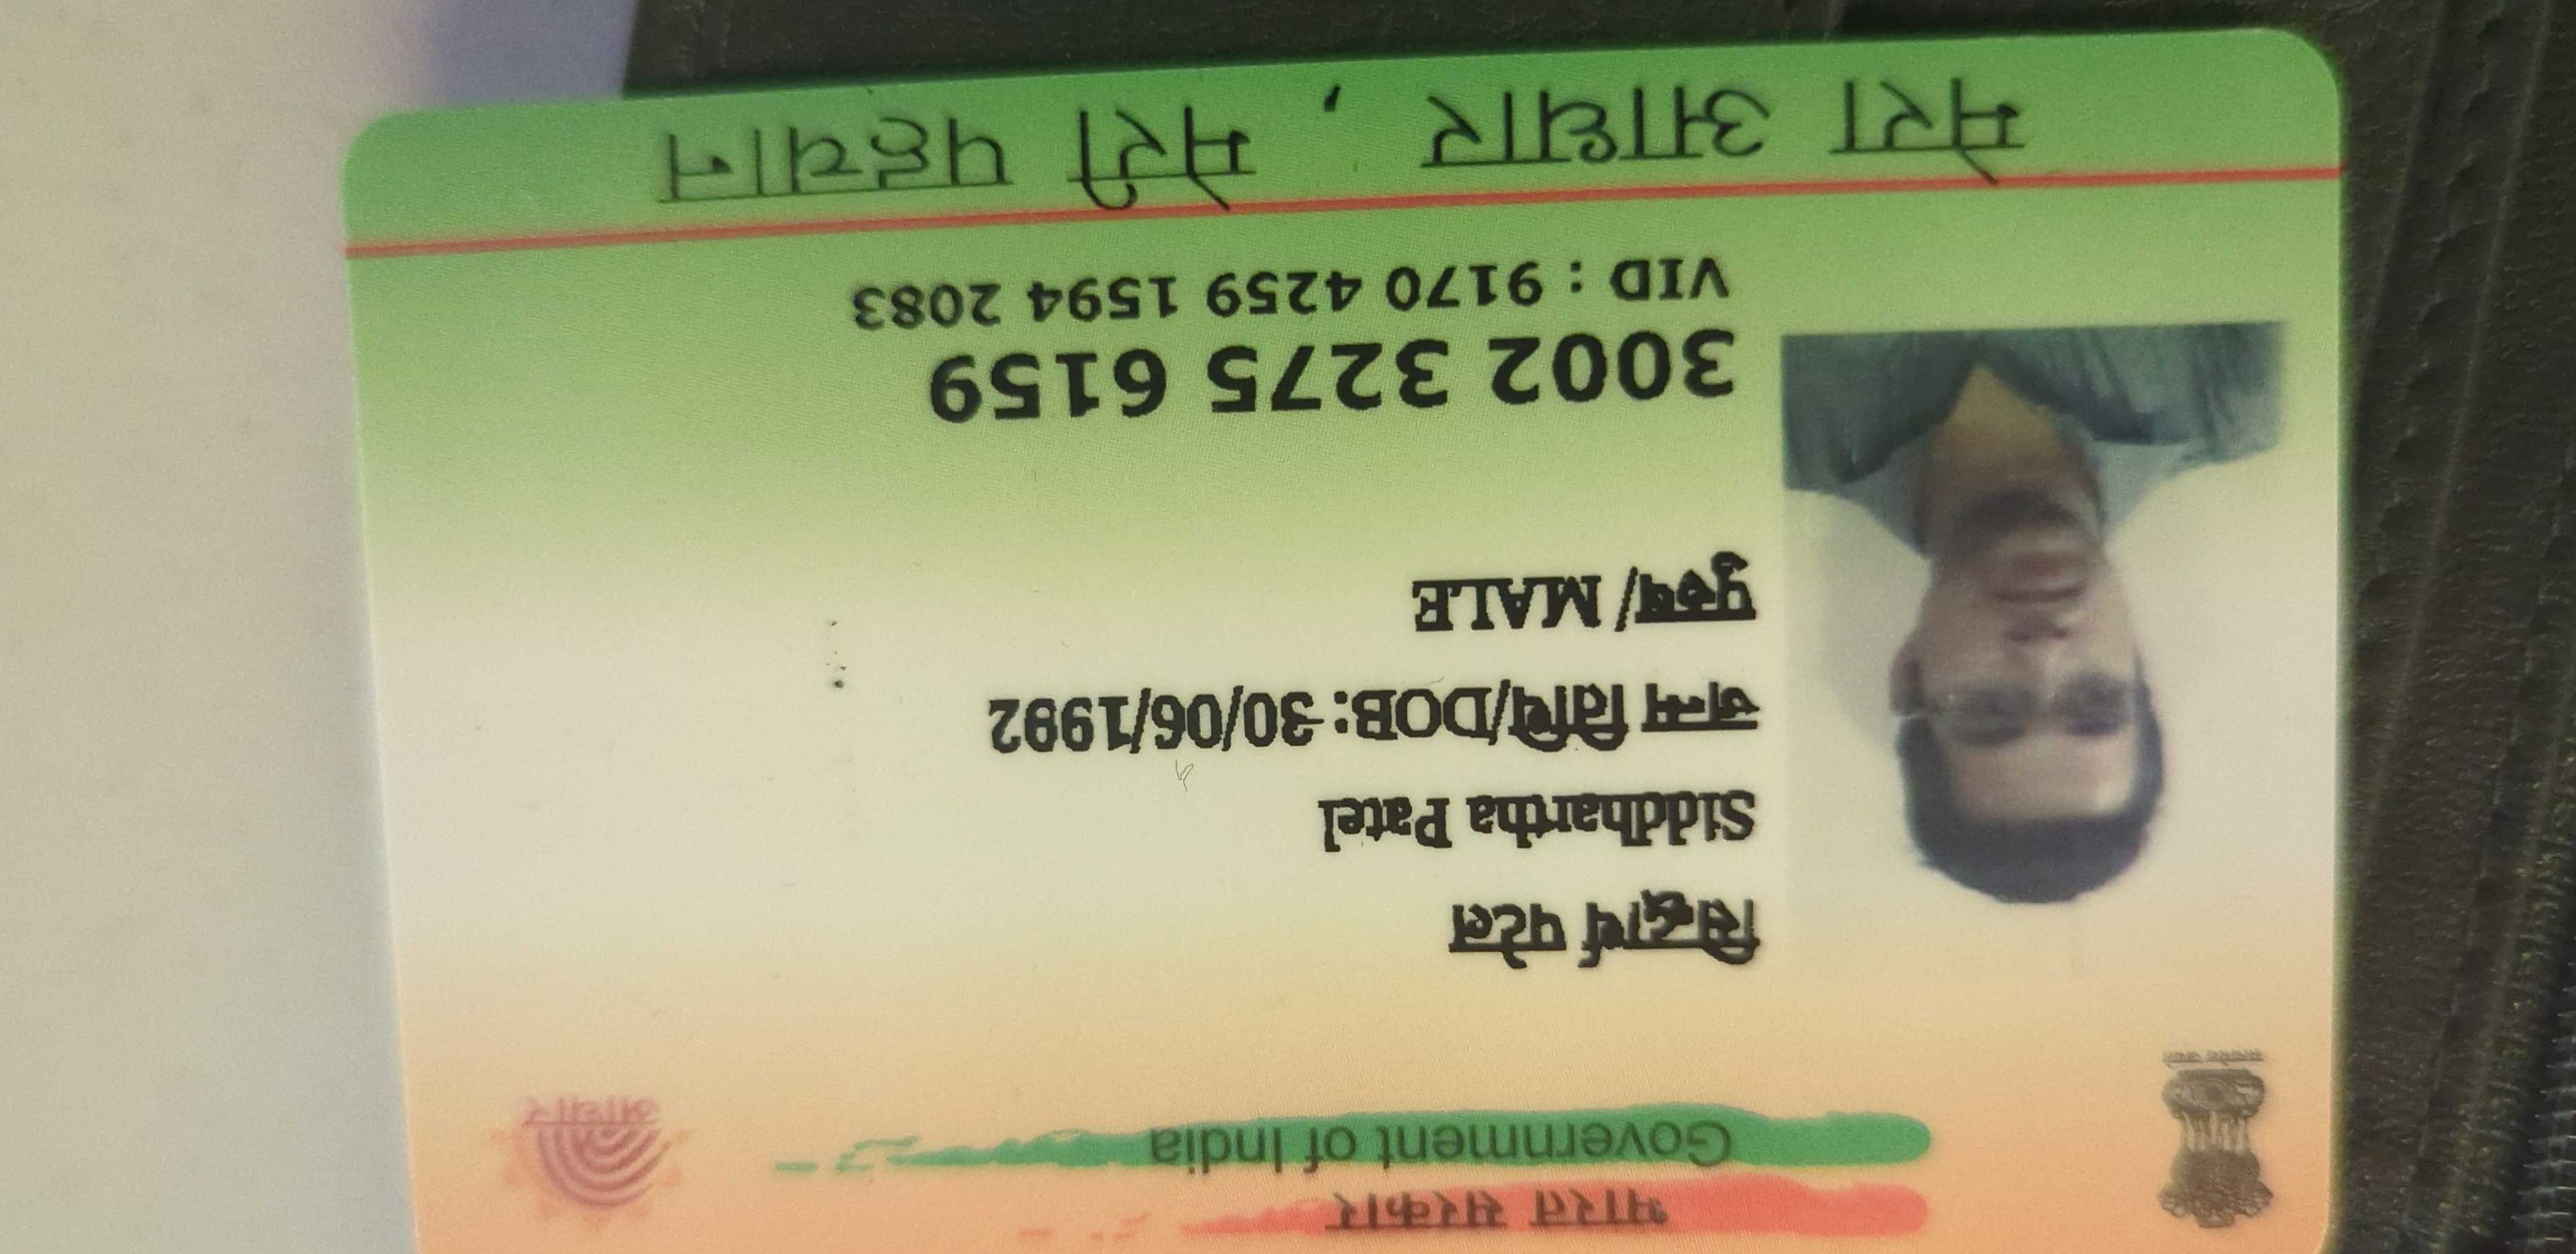 भारत सरकार
Government of India
आधार
सिद्धार्थ पटेल
Siddhartha Patel
जन्म तिथि/DOB: 30/06/1992
पुरुष/ MALE
3002 3275 6159
VID : 9170 4259 1594 2083
मेरा आधार, मेरी पहचान